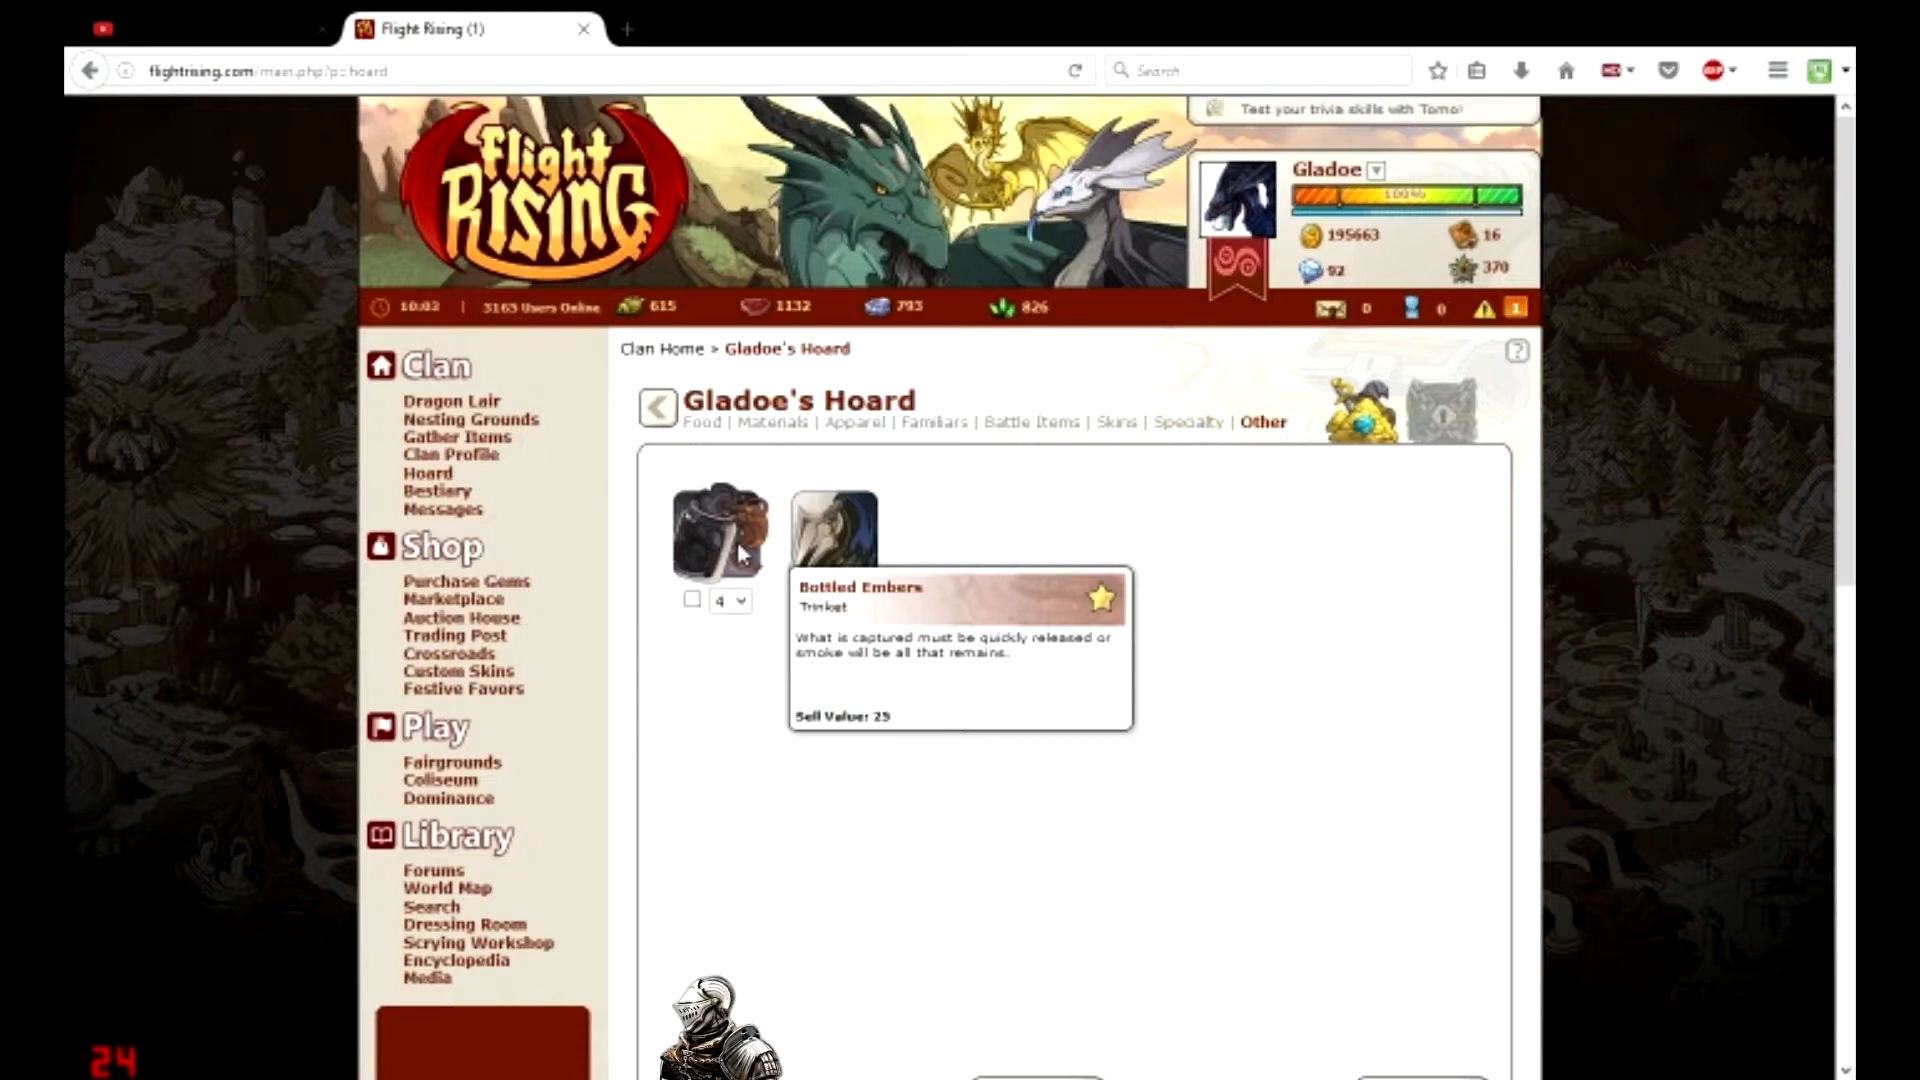 Flight Rising (1)
flightrising.com/main.php?p=hoard
Search
Flight
RISING
Test your trivia skills with Tomo!
Gladoe
100%
195663
16
92
370
10:02 | 3163 Users Online
615
1132
793
826
0
0
1
Clan
Dragon Lair
Nesting Grounds
Gather Items
Clan Profile
Hoard
Bestiary
Messages
Shop
Purchase Gems
Marketplace
Auction House
Trading Post
Crossroads
Custom Skins
Festive Favors
Play
Fairgrounds
Coliseum
Dominance
Library
Forums
World Map
Search
Dressing Room
Scrying Workshop
Encyclopedia
Media
Clan Home » Gladoe's Hoard
?
Gladoe's Hoard
Food | Materials | Apparel | Familiars | Battle Items | Skins | Specialty | Other
4
Bottled Embers
Trinket
What is captured must be quickly released or
smoke will be all that remains.
Sell Value: 25
24